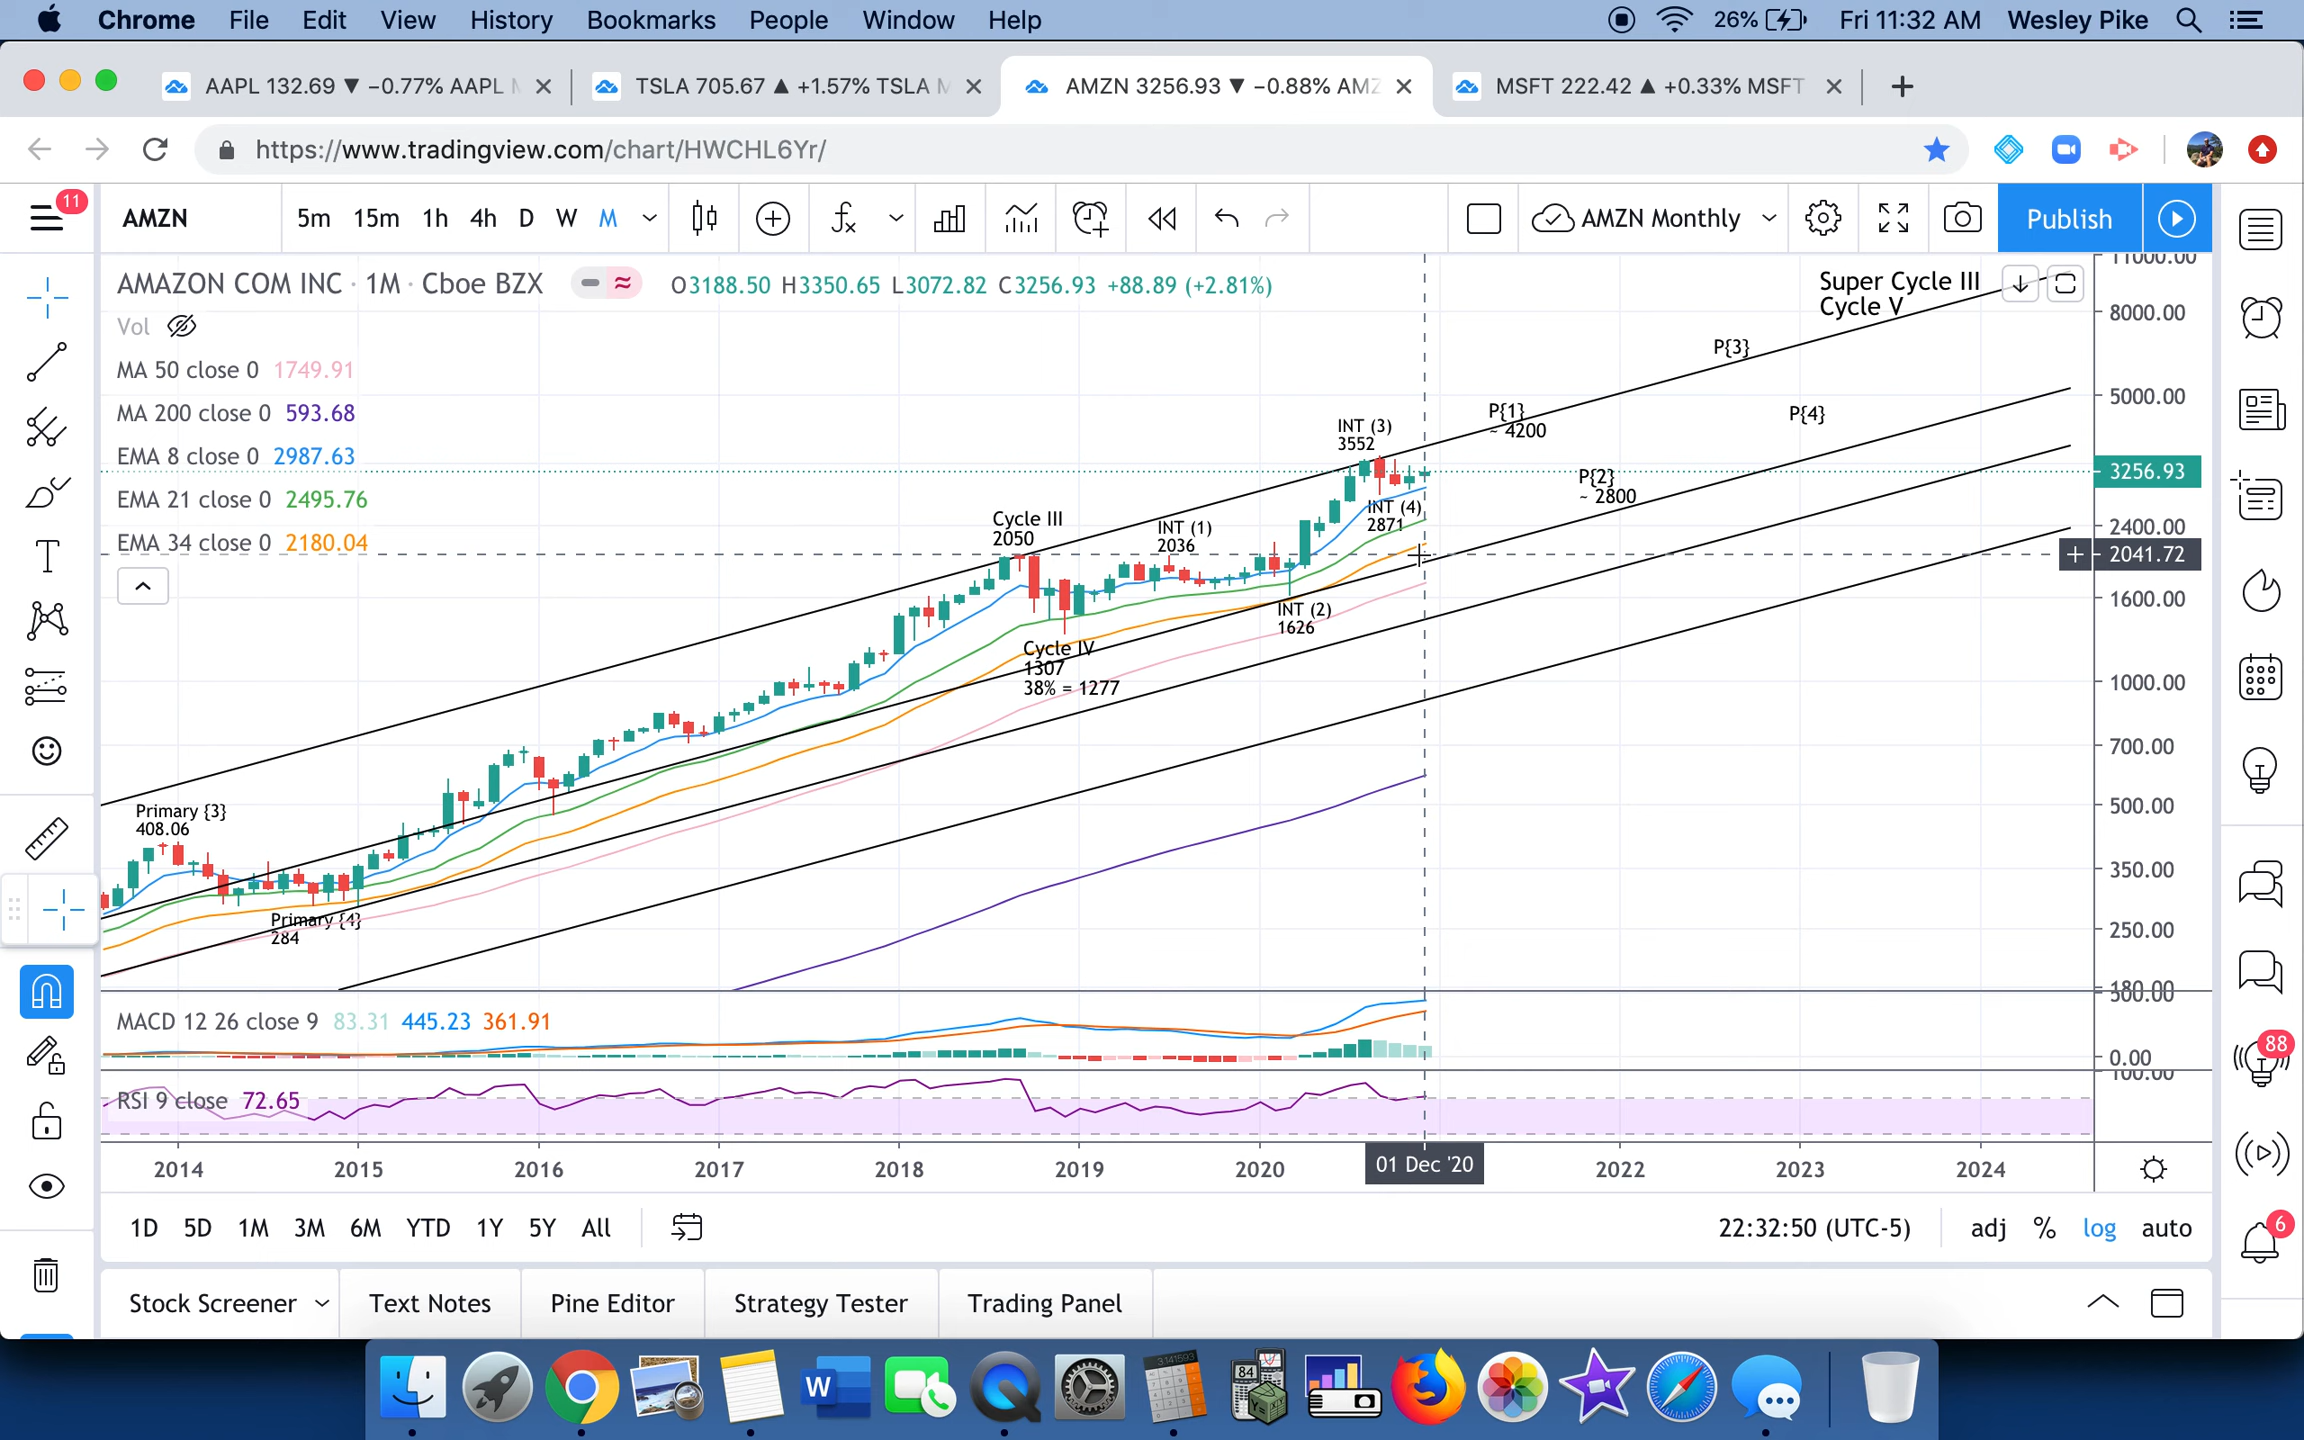 Chrome File Edit View History Bookmarks People Window Help 26% Fri 11:32 AM Wesley Pike
AAPL 132.69 ▼ −0.77% AAPL
TSLA 705.67 ▲ +1.57% TSLA
AMZN 3256.93 ▼ −0.88% AMZ
MSFT 222.42 ▲ +0.33% MSFT
https://www.tradingview.com/chart/HWCHL6Yr/
11
AMZN 5m 15m 1h 4h D W M
AMZN Monthly
Publish
AMAZON COM INC · 1M · Cboe BZX
O3188.50 H3350.65 L3072.82 C3256.93 +88.89 (+2.81%)
Vol
MA 50 close 0 1749.91
MA 200 close 0 593.68
EMA 8 close 0 2987.63
EMA 21 close 0 2495.76
EMA 34 close 0 2180.04
Super Cycle III
Cycle V
P{3}
P{1}
~ 4200
P{4}
INT (3)
3552
P{2}
~ 2800
INT (4)
2871
Cycle III
2050
INT (1)
2036
INT (2)
1626
Cycle IV
1307
38% = 1277
Primary {3}
408.06
Primary {4}
284
11000.00
8000.00
5000.00
3256.93
2400.00
2041.72
1600.00
1000.00
700.00
500.00
350.00
250.00
180.00
MACD 12 26 close 9 83.31 445.23 361.91
500.00
0.00
RSI 9 close 72.65
100.00
2014 2015 2016 2017 2018 2019 2020 01 Dec '20 2022 2023 2024
88
6
1D 5D 1M 3M 6M YTD 1Y 5Y All
22:32:50 (UTC-5) adj % log auto
Stock Screener Text Notes Pine Editor Strategy Tester Trading Panel
W
3.141593
84